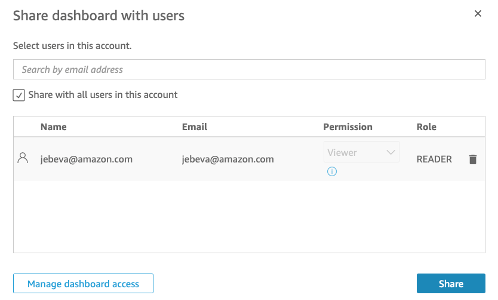 Share dashboard with users
Select users in this account.
Search by email address
Share with all users in this account
Name Email Permission Role
jebeva@amazon.com jebeva@amazon.com Viewer READER
Manage dashboard access Share